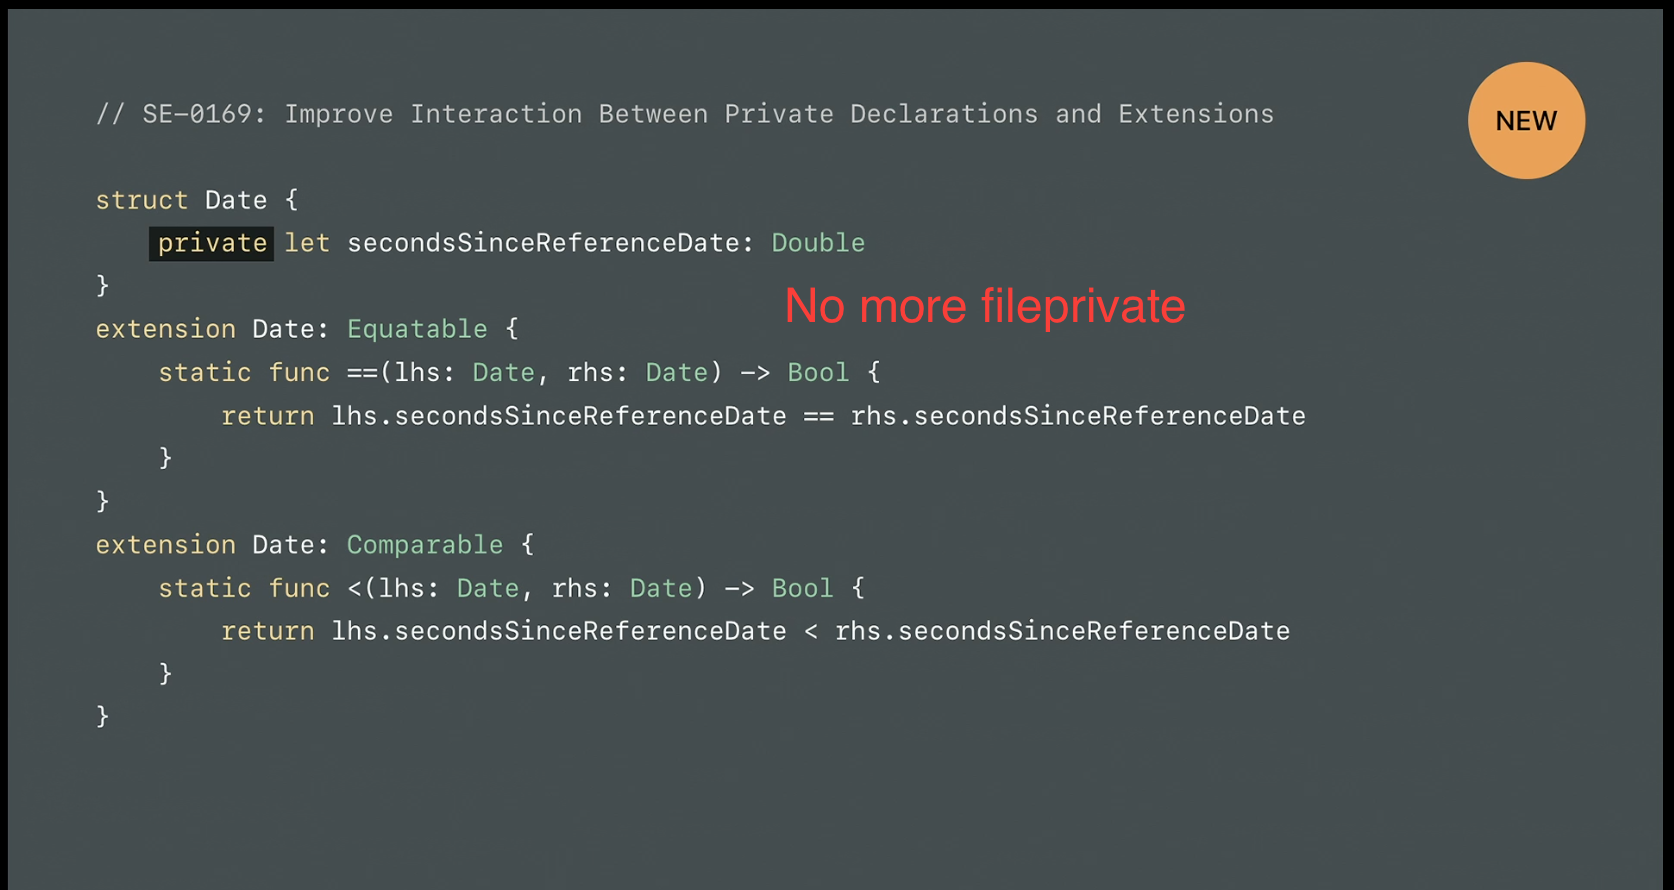 // SE-0169: Improve Interaction Between Private Declarations and Extensions
NEW
struct Date {
    private let secondsSinceReferenceDate: Double
}
No more fileprivate
extension Date: Equatable {
    static func ==(lhs: Date, rhs: Date) -> Bool {
        return lhs.secondsSinceReferenceDate == rhs.secondsSinceReferenceDate
    }
}
extension Date: Comparable {
    static func <(lhs: Date, rhs: Date) -> Bool {
        return lhs.secondsSinceReferenceDate < rhs.secondsSinceReferenceDate
    }
}